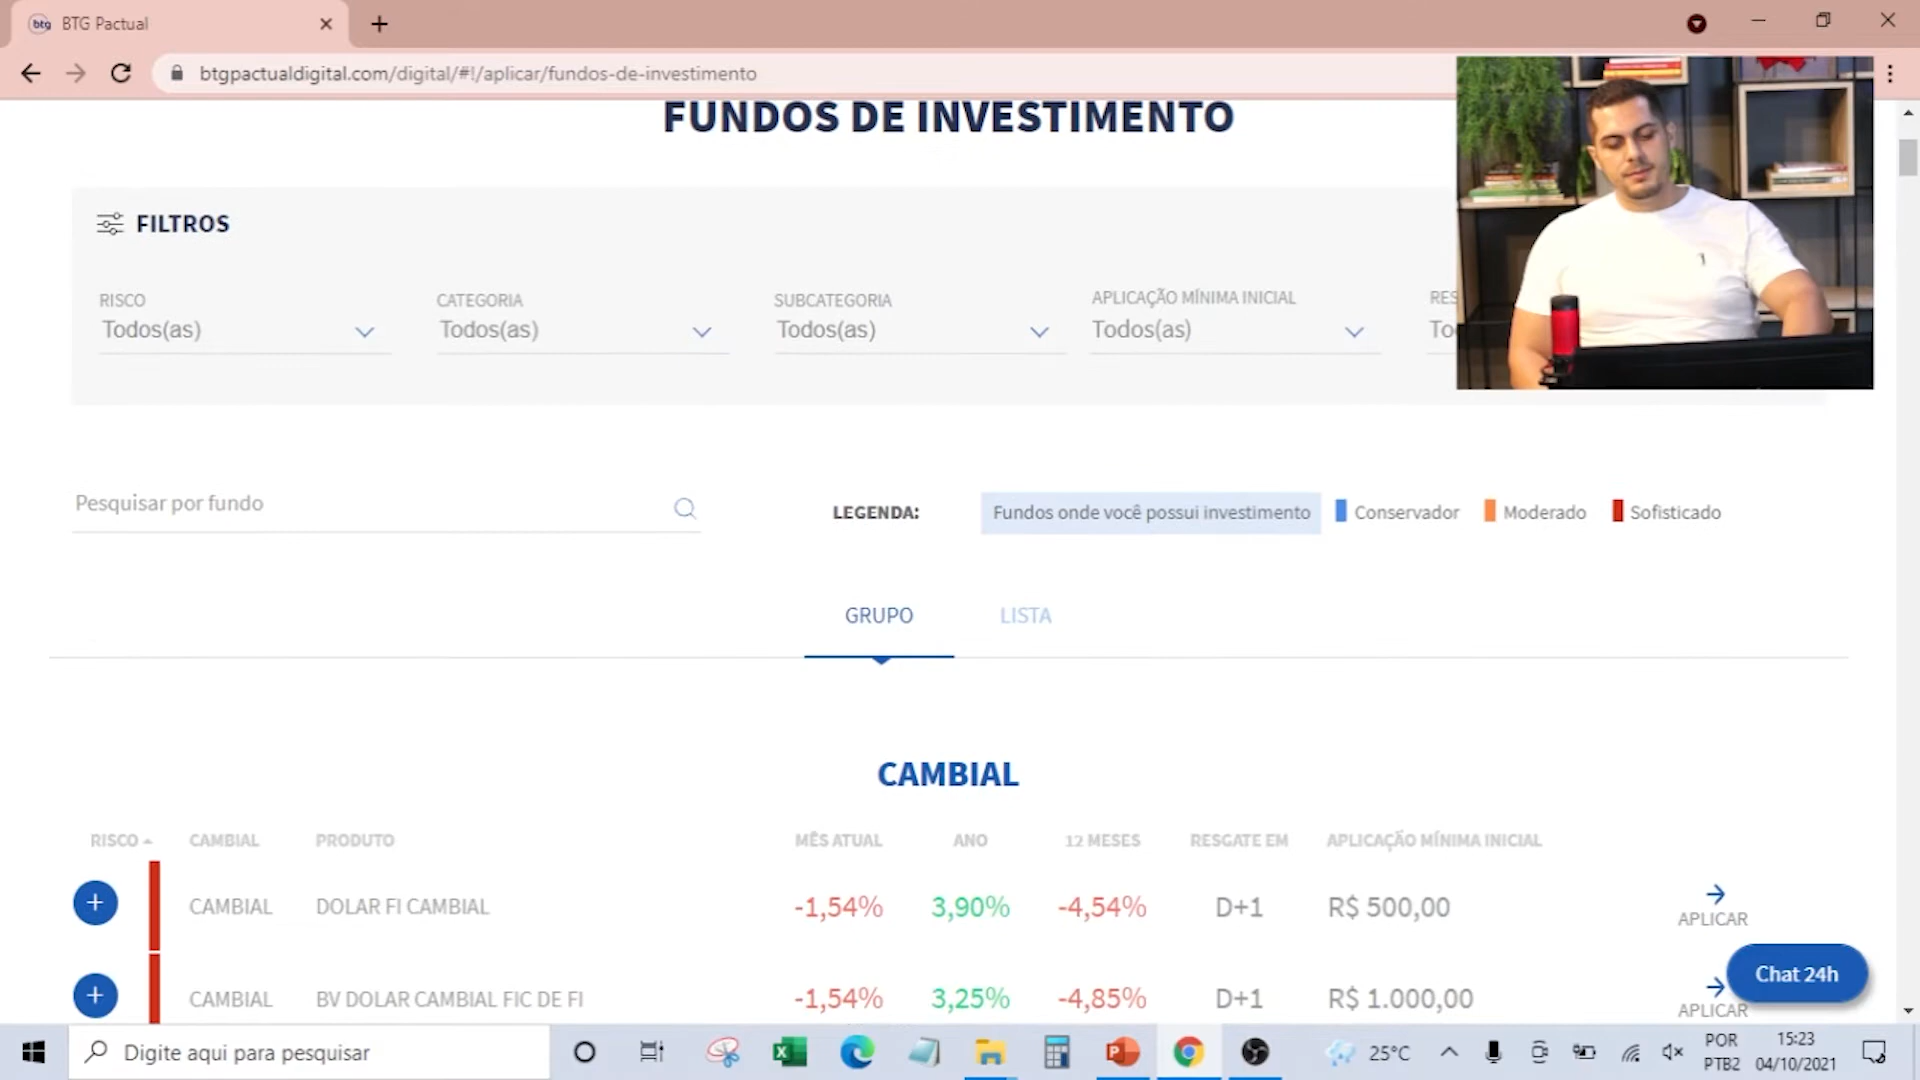 btg BTG Pactual
btgpactualdigital.com/digital/#!/aplicar/fundos-de-investimento
FUNDOS DE INVESTIMENTO
FILTROS
RISCO CATEGORIA SUBCATEGORIA APLICAÇÃO MÍNIMA INICIAL RES
Todos(as) Todos(as) Todos(as) Todos(as) To
Pesquisar por fundo
LEGENDA: Fundos onde você possui investimento Conservador Moderado Sofisticado
GRUPO LISTA
CAMBIAL
RISCO CAMBIAL PRODUTO MÊS ATUAL ANO 12 MESES RESGATE EM APLICAÇÃO MÍNIMA INICIAL
CAMBIAL DOLAR FI CAMBIAL -1,54% 3,90% -4,54% D+1 R$ 500,00 APLICAR
CAMBIAL BV DOLAR CAMBIAL FIC DE FI -1,54% 3,25% -4,85% D+1 R$ 1.000,00 APLICAR
Chat 24h
Digite aqui para pesquisar
25°C
POR
PTB2
15:23
04/10/2021